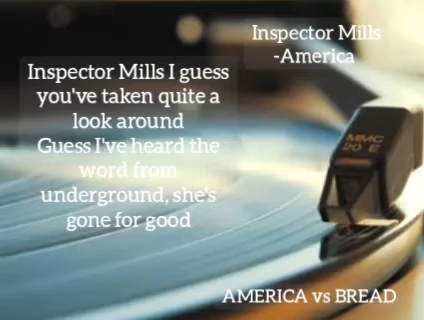 Inspector Mills
-America
Inspector Mills I guess
you've taken quite a
look around
Guess I've heard the
word from
underground, she's
gone for good
MMC
20 E
AMERICA vs BREAD